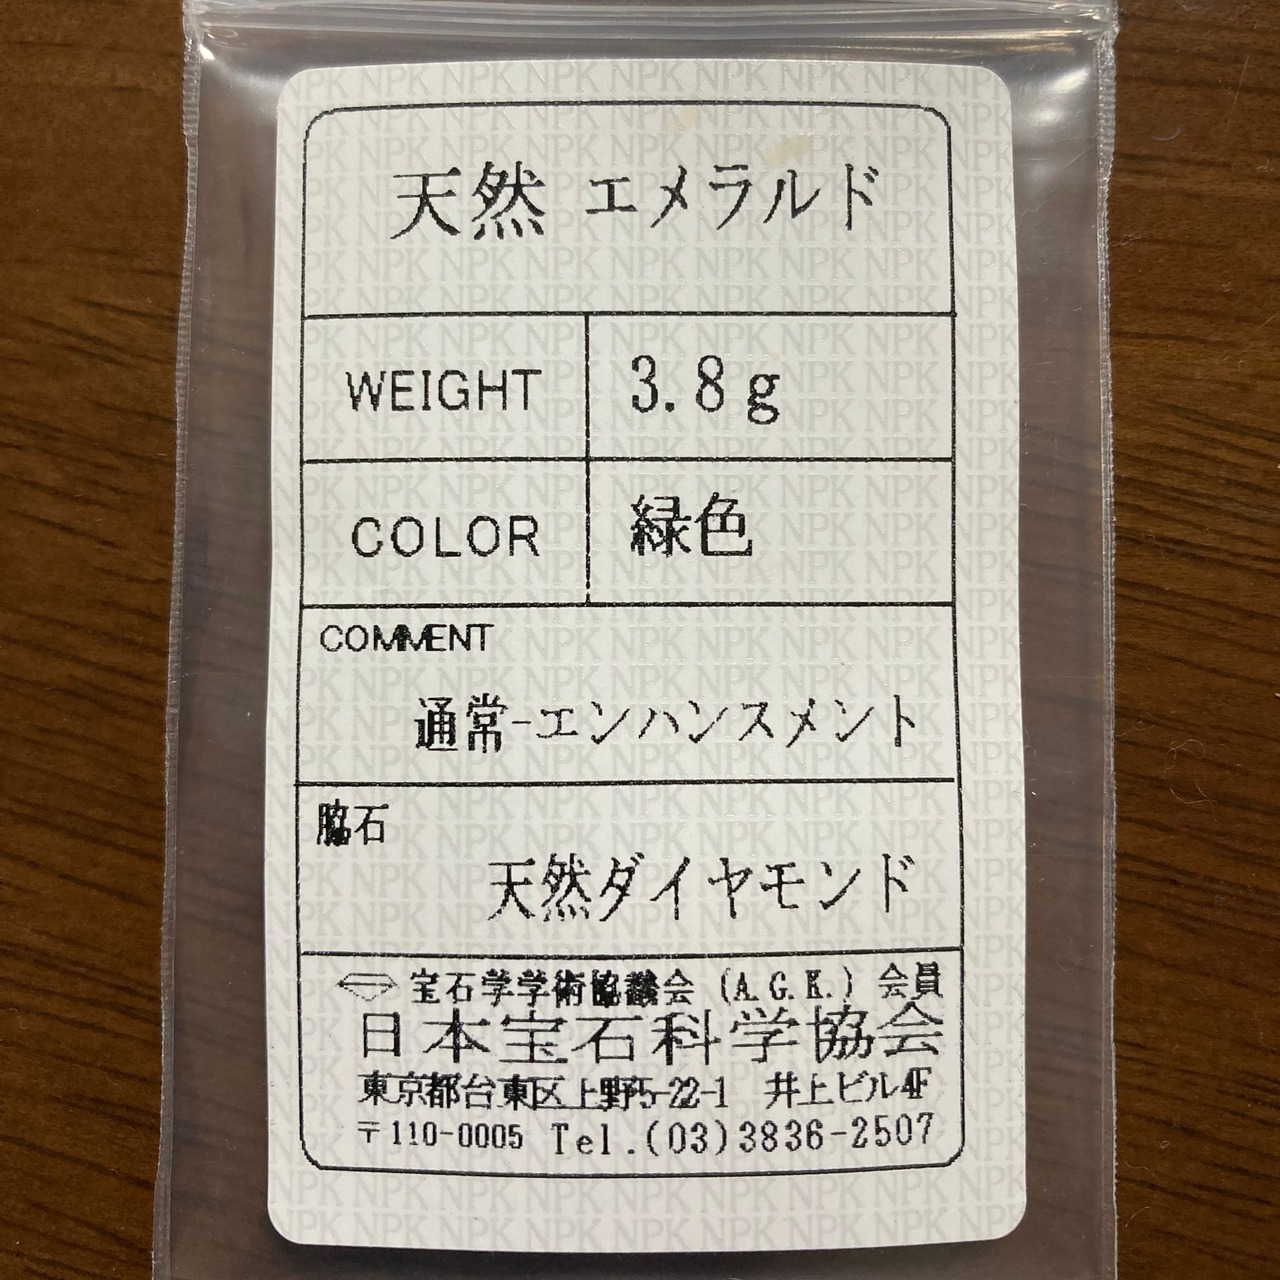 天然 エメラルド
WEIGHT 3.8g
COLOR 緑色
COMMENT
通常-エンハンスメント
脇石
天然ダイヤモンド
宝石学学術協議会 (A.G.K.) 会員
日本宝石科学協会
東京都台東区上野5-22-1 井上ビル4F
〒110-0005 Tel.(03)3836-2507